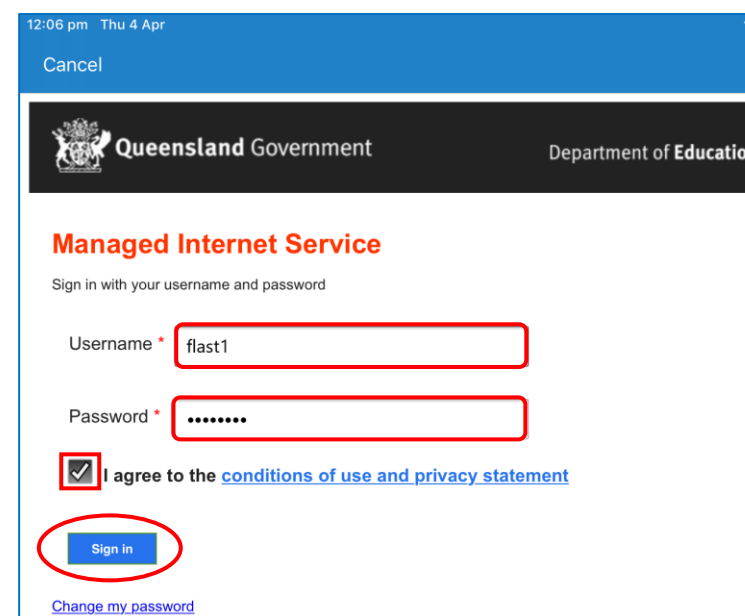 12:06 pm Thu 4 Apr
Cancel
Queensland Government
Department of Educatio
Managed Internet Service
Sign in with your username and password
Username * flast1
Password * ••••••••
I agree to the conditions of use and privacy statement
Sign in
Change my password